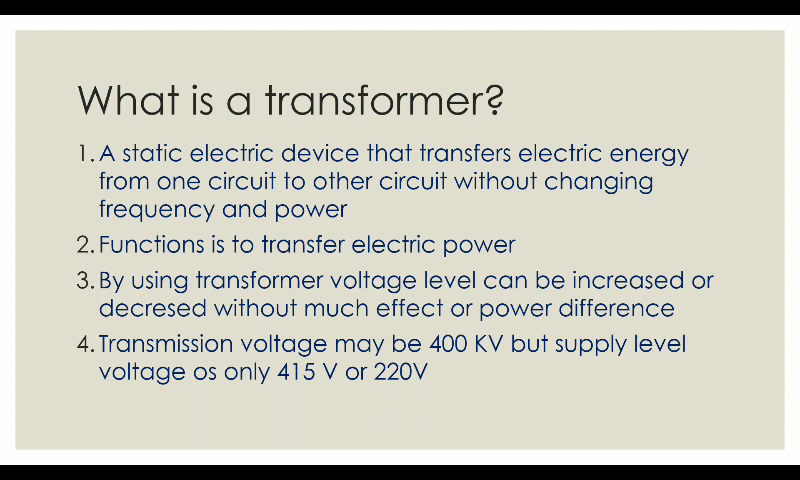 What is a transformer?
1. A static electric device that transfers electric energy
from one circuit to other circuit without changing
frequency and power
2. Functions is to transfer electric power
3. By using transformer voltage level can be increased or
decresed without much effect or power difference
4. Transmission voltage may be 400 KV but supply level
voltage os only 415 V or 220V